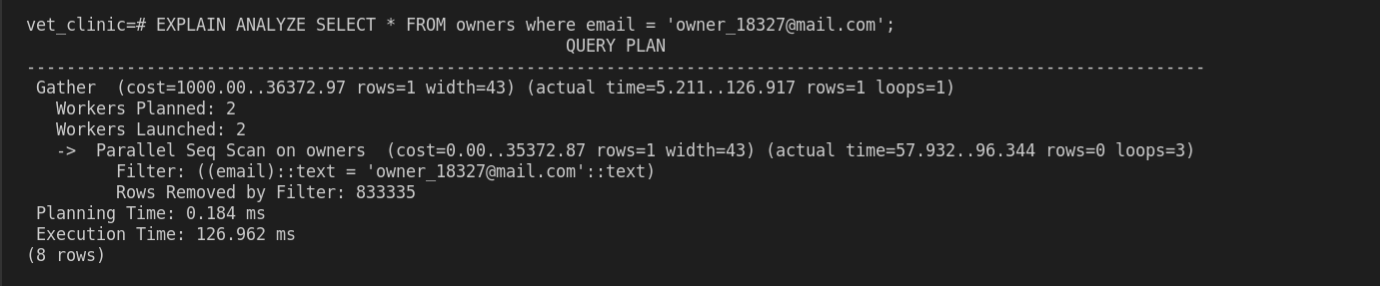 vet_clinic=# EXPLAIN ANALYZE SELECT * FROM owners where email = 'owner_18327@mail.com';
QUERY PLAN
----------------------------------------------------------------------------------------------------------------------
Gather  (cost=1000.00..36372.97 rows=1 width=43) (actual time=5.211..126.917 rows=1 loops=1)
Workers Planned: 2
Workers Launched: 2
->  Parallel Seq Scan on owners  (cost=0.00..35372.87 rows=1 width=43) (actual time=57.932..96.344 rows=0 loops=3)
Filter: ((email)::text = 'owner_18327@mail.com'::text)
Rows Removed by Filter: 833335
Planning Time: 0.184 ms
Execution Time: 126.962 ms
(8 rows)